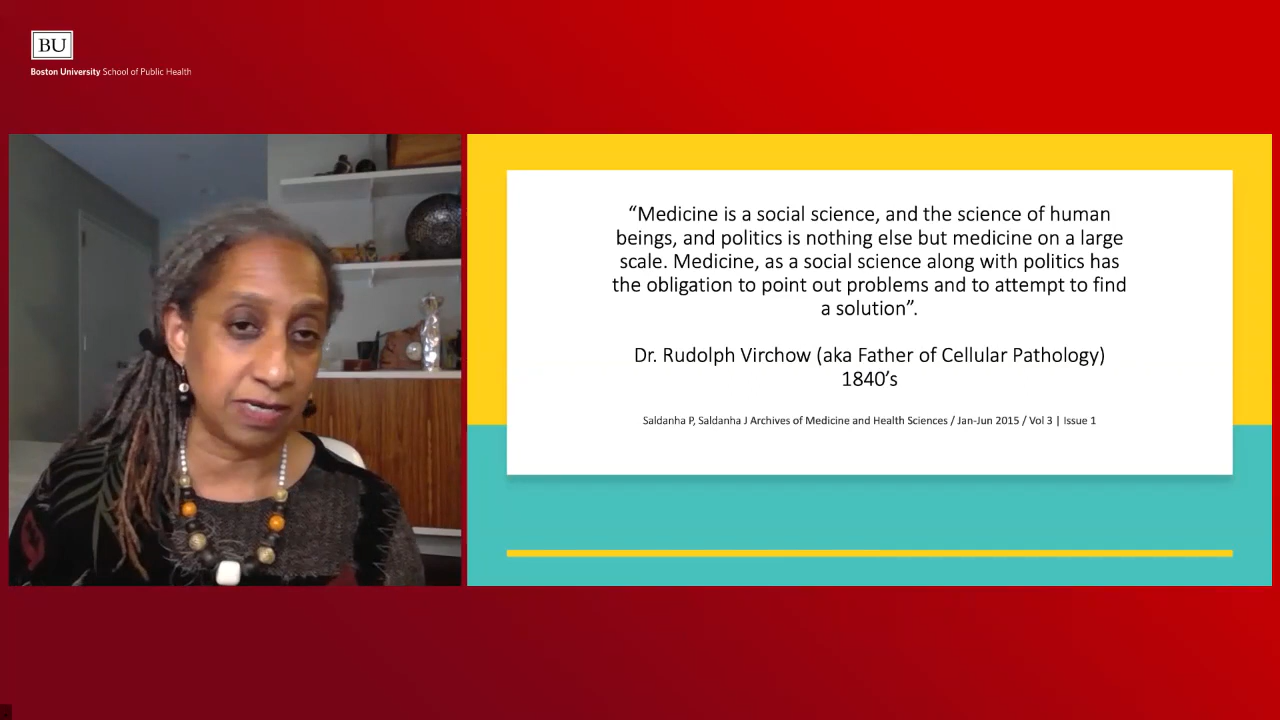 BU
Boston University School of Public Health
“Medicine is a social science, and the science of human
beings, and politics is nothing else but medicine on a large
scale. Medicine, as a social science along with politics has
the obligation to point out problems and to attempt to find
a solution”.
Dr. Rudolph Virchow (aka Father of Cellular Pathology)
1840’s
Saldanha P, Saldanha J Archives of Medicine and Health Sciences / Jan-Jun 2015 / Vol 3 | Issue 1